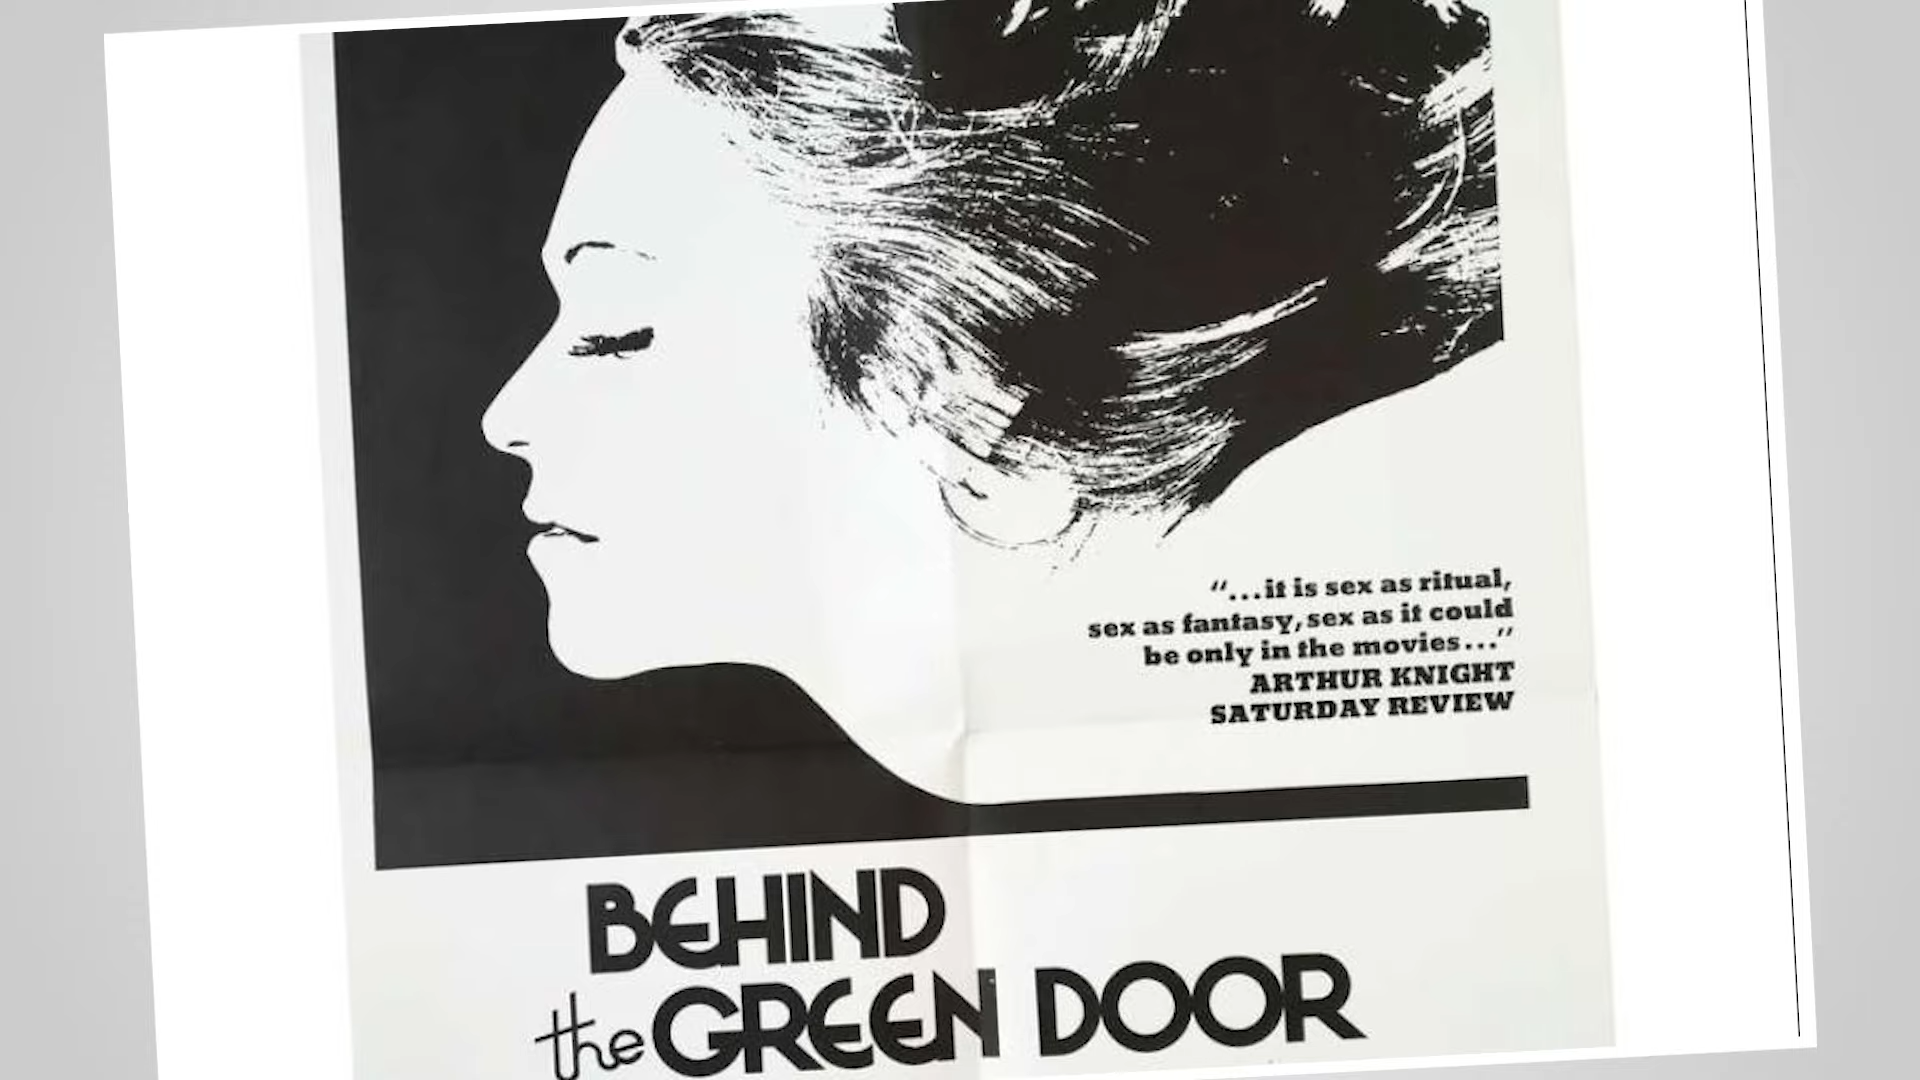 “...it is sex as ritual,
sex as fantasy, sex as it could
be only in the movies...”
ARTHUR KNIGHT
SATURDAY REVIEW
BEHIND
the GREEN DOOR